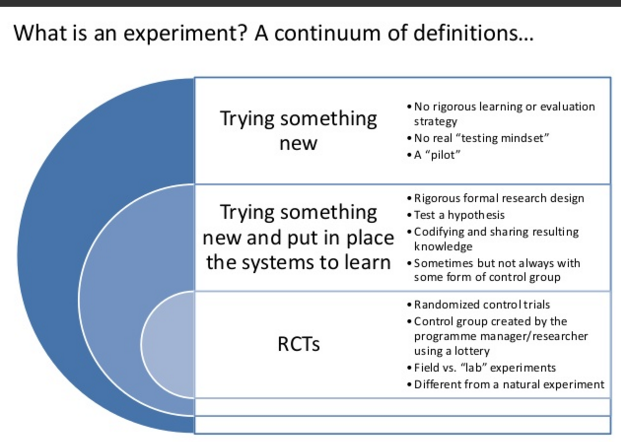 What is an experiment? A continuum of definitions...
Trying something
new
• No rigorous learning or evaluation
strategy
• No real “testing mindset”
• A “pilot”
Trying something
new and put in place
the systems to learn
• Rigorous formal research design
• Test a hypothesis
• Codifying and sharing resulting
knowledge
• Sometimes but not always with
some form of control group
RCTs
• Randomized control trials
• Control group created by the
programme manager/researcher
using a lottery
• Field vs. “lab” experiments
• Different from a natural experiment